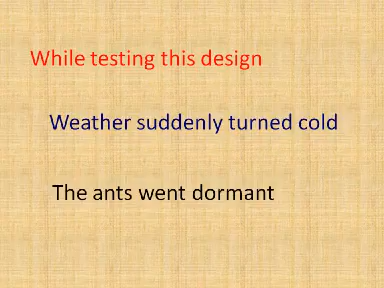 While testing this design
Weather suddenly turned cold
The ants went dormant